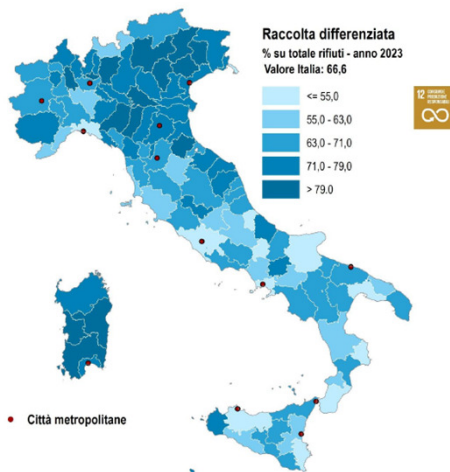 Raccolta differenziata
% su totale rifiuti - anno 2023
Valore Italia: 66,6
<= 55,0
55,0 - 63,0
63,0 - 71,0
71,0 - 79,0
> 79.0
12
Città metropolitane